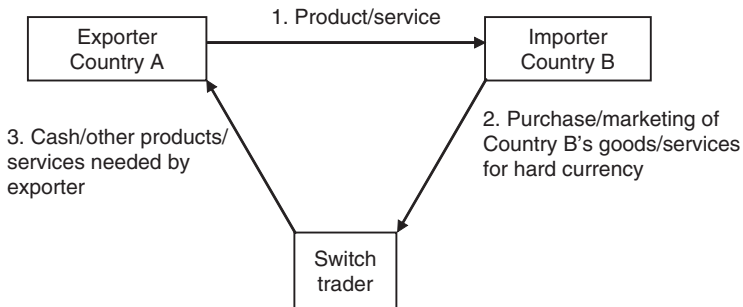 1. Product/service
Exporter
Country A
Importer
Country B
2. Purchase/marketing of
Country B’s goods/services
for hard currency
3. Cash/other products/
services needed by
exporter
Switch
trader